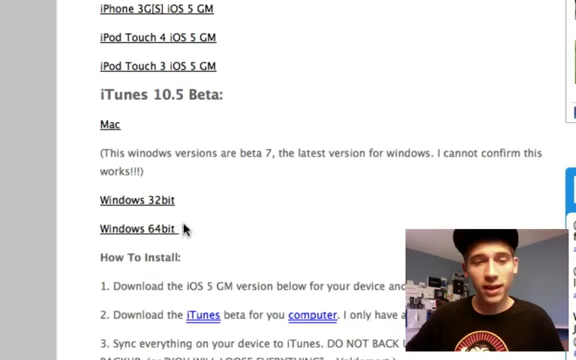 iPhone 3G[S] iOS 5 GM
iPod Touch 4 iOS 5 GM
iPod Touch 3 iOS 5 GM
iTunes 10.5 Beta:
Mac
(This winodws versions are beta 7, the latest version for windows. I cannot confirm this
works!!!)
Windows 32bit
Windows 64bit
How To Install:
1. Download the iOS 5 GM version below for your device and
2. Download the iTunes beta for you computer. I only have a
3. Sync everything on your device to iTunes. DO NOT BACK